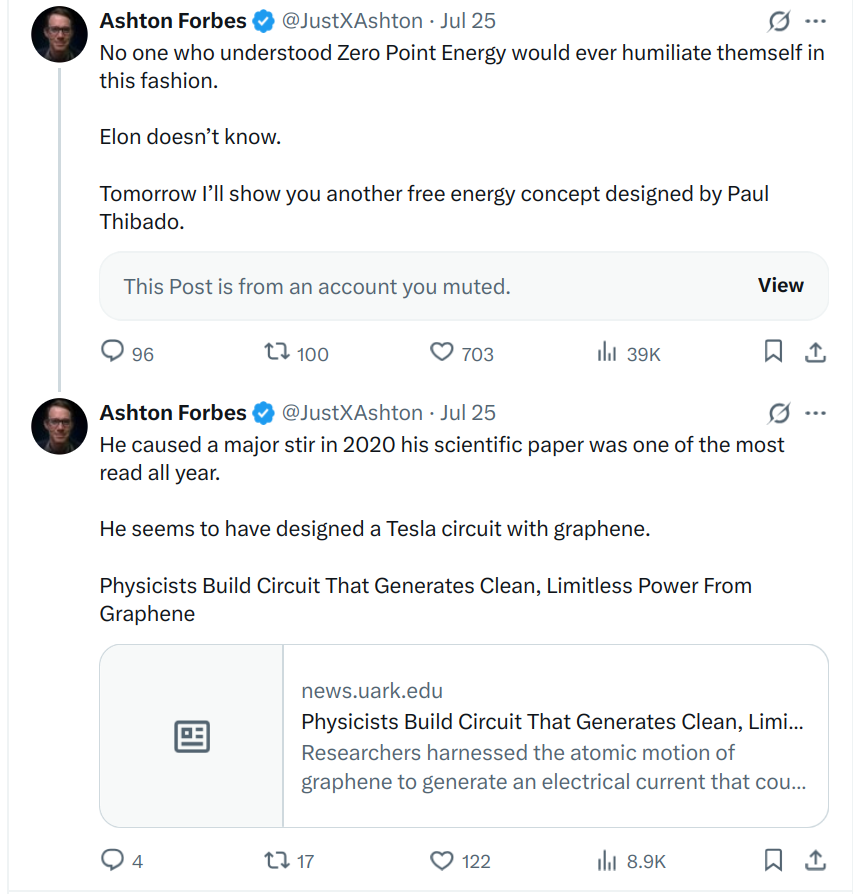 Ashton Forbes @JustXAshton · Jul 25
No one who understood Zero Point Energy would ever humiliate themself in
this fashion.
Elon doesn’t know.
Tomorrow I’ll show you another free energy concept designed by Paul
Thibado.
This Post is from an account you muted.
View
96 100 703 39K
Ashton Forbes @JustXAshton · Jul 25
He caused a major stir in 2020 his scientific paper was one of the most
read all year.
He seems to have designed a Tesla circuit with graphene.
Physicists Build Circuit That Generates Clean, Limitless Power From
Graphene
news.uark.edu
Physicists Build Circuit That Generates Clean, Limi...
Researchers harnessed the atomic motion of
graphene to generate an electrical current that cou...
4 17 122 8.9K